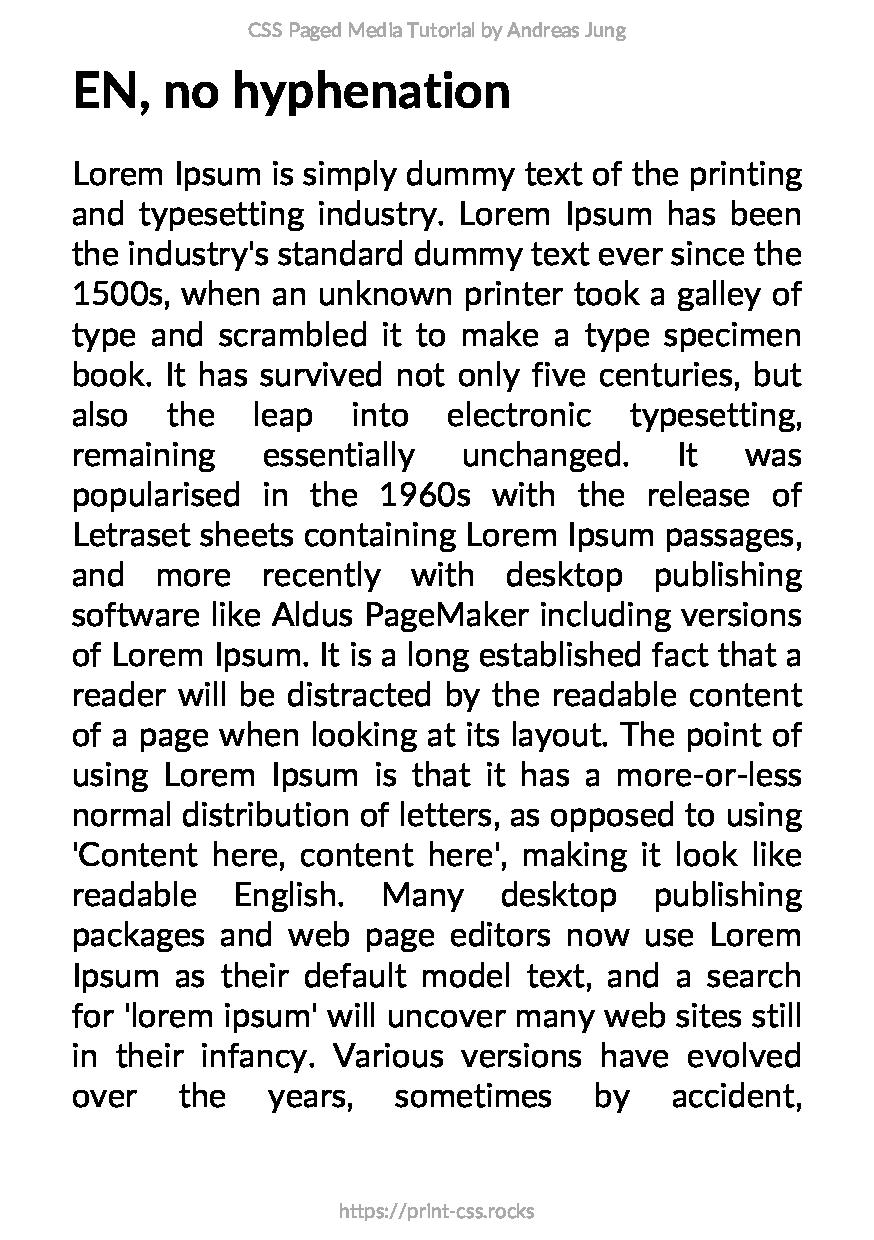 CSS Paged Media Tutorial by Andreas Jung
EN, no hyphenation
Lorem Ipsum is simply dummy text of the printing
and typesetting industry. Lorem Ipsum has been
the industry's standard dummy text ever since the
1500s, when an unknown printer took a galley of
type and scrambled it to make a type specimen
book. It has survived not only five centuries, but
also the leap into electronic typesetting,
remaining essentially unchanged. It was
popularised in the 1960s with the release of
Letraset sheets containing Lorem Ipsum passages,
and more recently with desktop publishing
software like Aldus PageMaker including versions
of Lorem Ipsum. It is a long established fact that a
reader will be distracted by the readable content
of a page when looking at its layout. The point of
using Lorem Ipsum is that it has a more-or-less
normal distribution of letters, as opposed to using
'Content here, content here', making it look like
readable English. Many desktop publishing
packages and web page editors now use Lorem
Ipsum as their default model text, and a search
for 'lorem ipsum' will uncover many web sites still
in their infancy. Various versions have evolved
over the years, sometimes by accident,
https://print-css.rocks